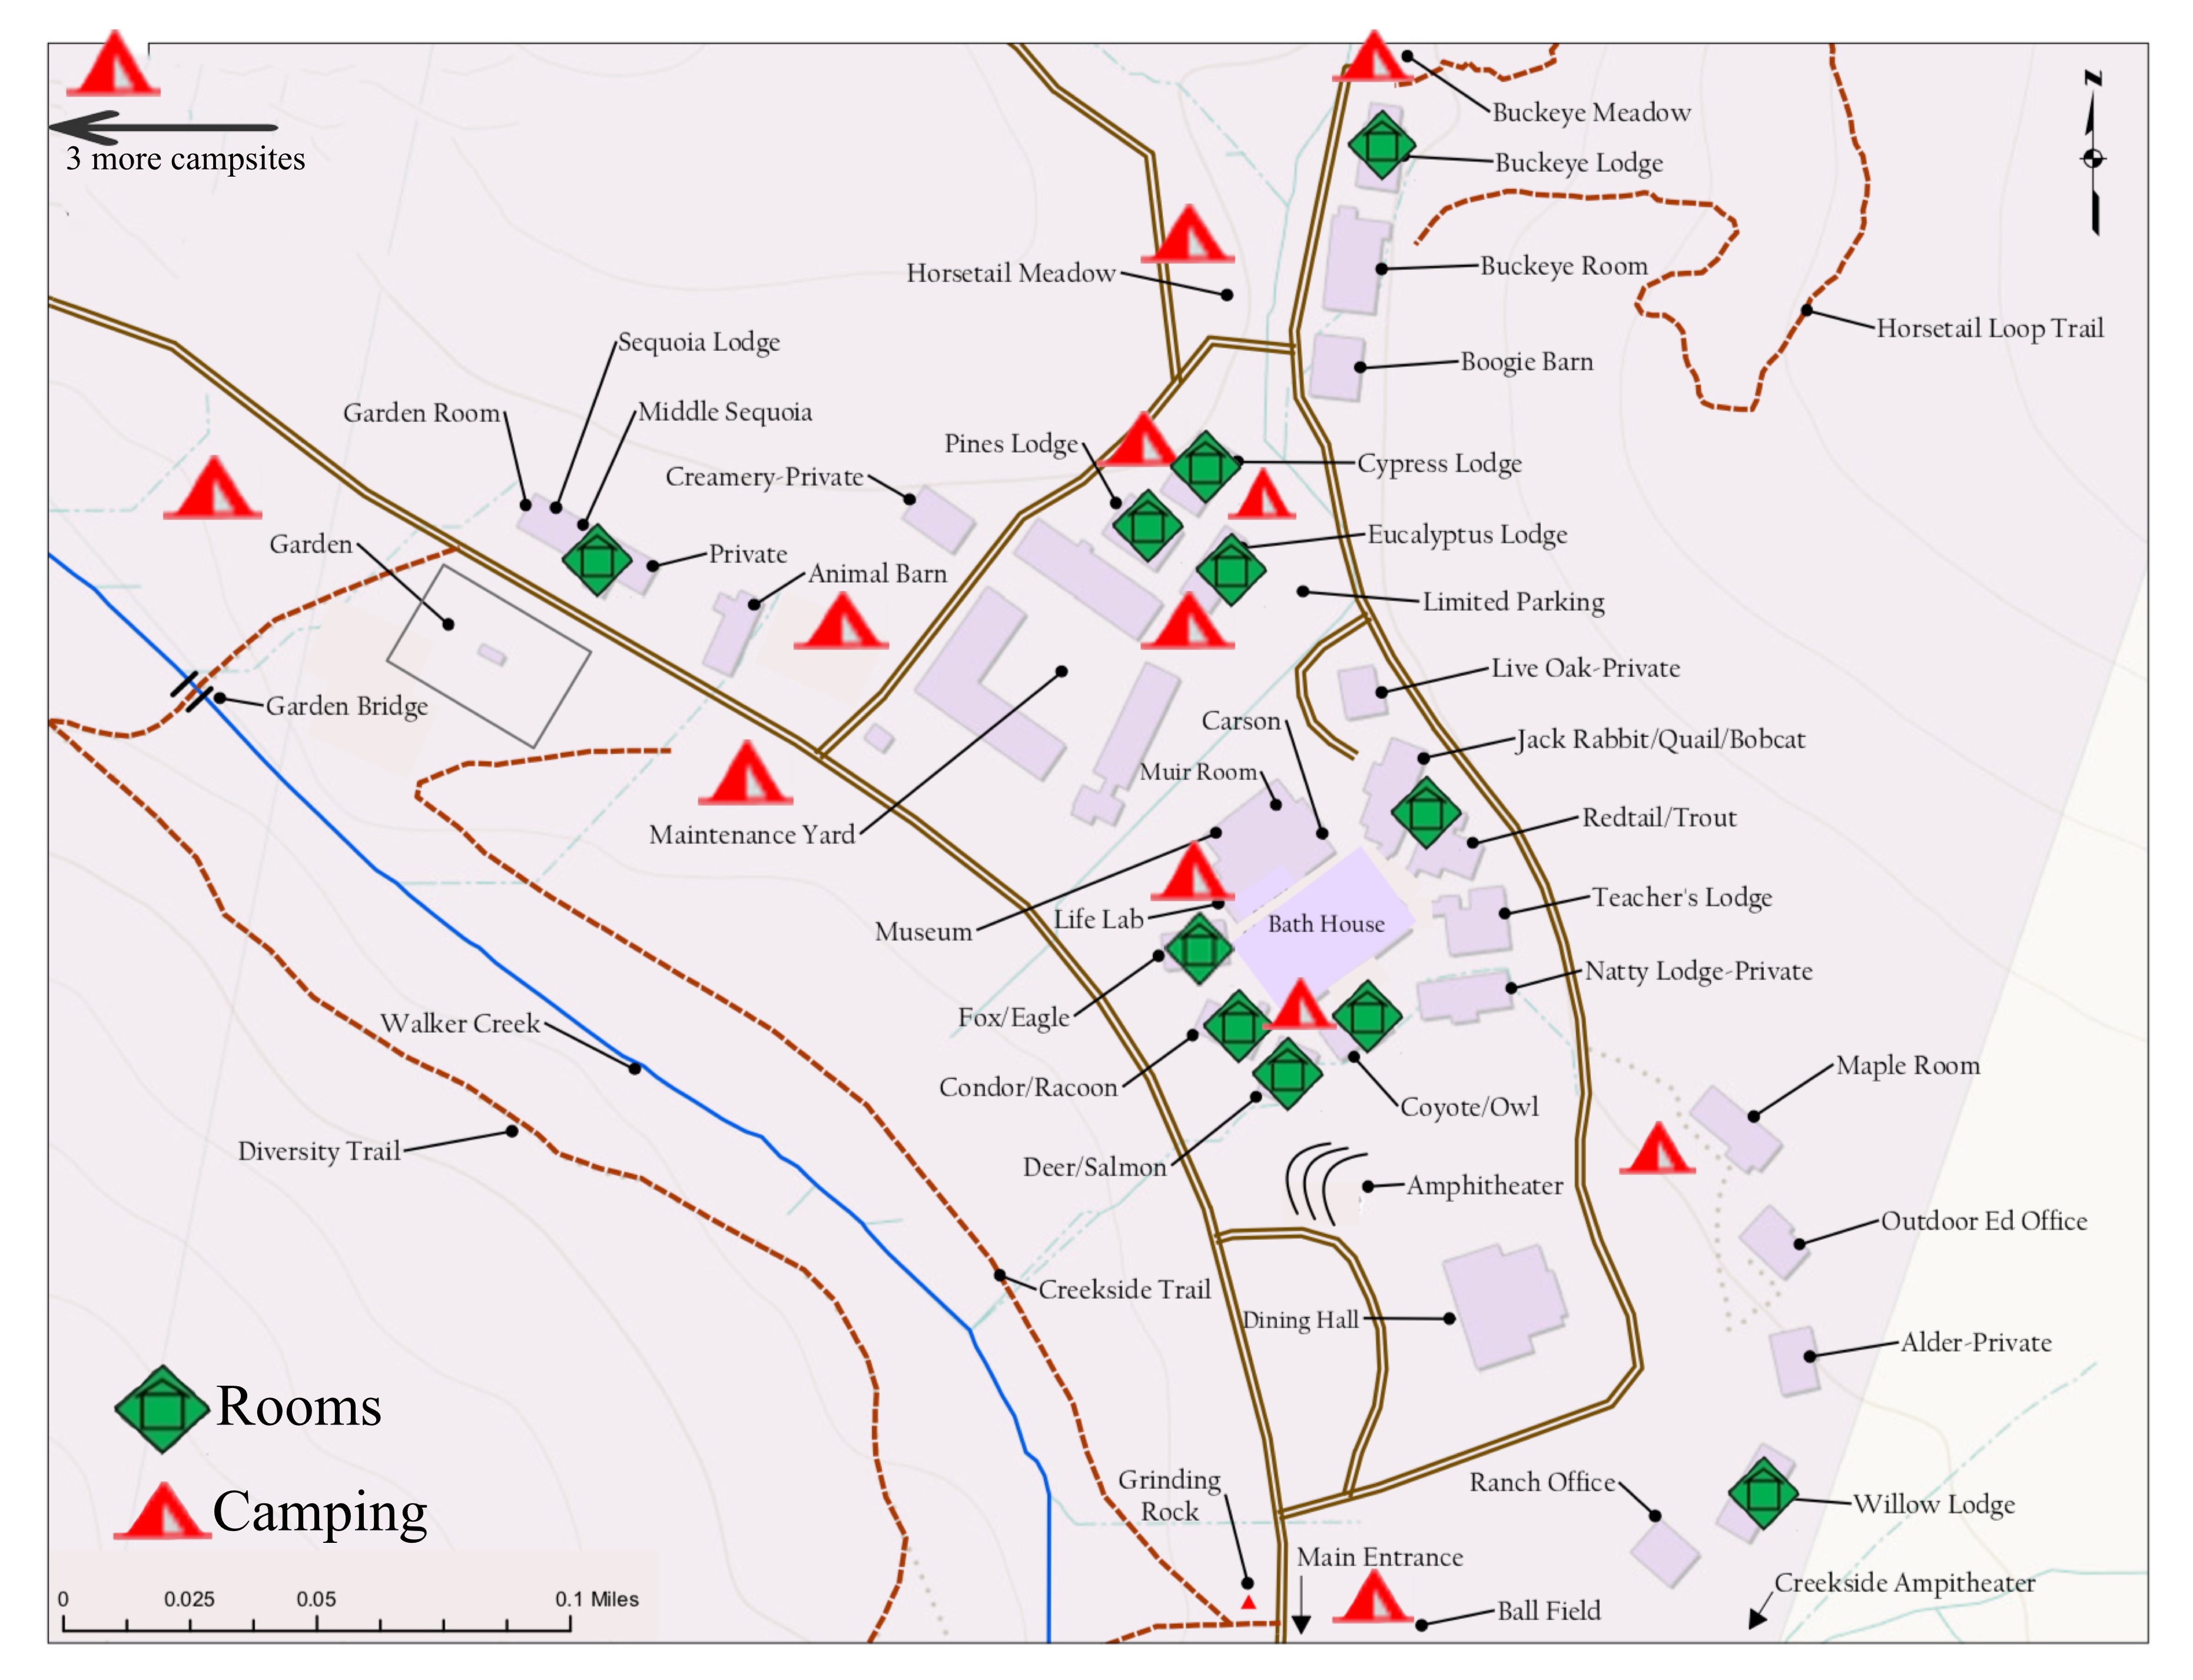 3 more campsites
Z
Buckeye Meadow
Buckeye Lodge
Horsetail Meadow
Buckeye Room
Horsetail Loop Trail
Sequoia Lodge
Boogie Barn
Garden Room
Middle Sequoia
Pines Lodge
Creamery-Private
Cypress Lodge
Garden
Private
Eucalyptus Lodge
Animal Barn
Limited Parking
Live Oak-Private
Garden Bridge
Carson
Jack Rabbit/Quail/Bobcat
Muir Room
Maintenance Yard
Redtail/Trout
Teacher's Lodge
Museum
Life Lab
Bath House
Natty Lodge-Private
Walker Creek
Fox/Eagle
Maple Room
Condor/Racoon
Coyote/Owl
Diversity Trail
Deer/Salmon
Amphitheater
Outdoor Ed Office
Creekside Trail
Dining Hall
Alder-Private
Rooms
Grinding
Rock
Ranch Office
Willow Lodge
Camping
Main Entrance
Creekside Ampitheater
0 0.025 0.05 0.1 Miles
Ball Field